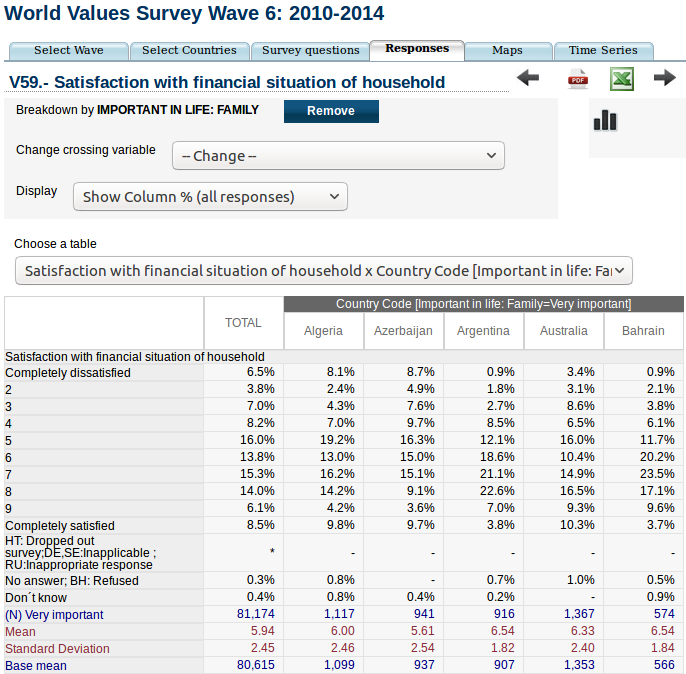 World Values Survey Wave 6: 2010-2014
Select Wave Select Countries Survey questions Responses Maps Time Series
V59.- Satisfaction with financial situation of household
PDF
Breakdown by IMPORTANT IN LIFE: FAMILY Remove
Change crossing variable -- Change --
Display Show Column % (all responses)
Choose a table
Satisfaction with financial situation of household x Country Code [Important in life: Fa
Country Code [Important in life: Family=Very important]
TOTAL Algeria Azerbaijan Argentina Australia Bahrain
Satisfaction with financial situation of household
Completely dissatisfied 6.5% 8.1% 8.7% 0.9% 3.4% 0.9%
2 3.8% 2.4% 4.9% 1.8% 3.1% 2.1%
3 7.0% 4.3% 7.6% 2.7% 8.6% 3.8%
4 8.2% 7.0% 9.7% 8.5% 6.5% 6.1%
5 16.0% 19.2% 16.3% 12.1% 16.0% 11.7%
6 13.8% 13.0% 15.0% 18.6% 10.4% 20.2%
7 15.3% 16.2% 15.1% 21.1% 14.9% 23.5%
8 14.0% 14.2% 9.1% 22.6% 16.5% 17.1%
9 6.1% 4.2% 3.6% 7.0% 9.3% 9.6%
Completely satisfied 8.5% 9.8% 9.7% 3.8% 10.3% 3.7%
HT: Dropped out
survey;DE,SE:Inapplicable ; * - - - - -
RU:Inappropriate response
No answer; BH: Refused 0.3% 0.8% - 0.7% 1.0% 0.5%
Don´t know 0.4% 0.8% 0.4% 0.2% - 0.9%
(N) Very important 81,174 1,117 941 916 1,367 574
Mean 5.94 6.00 5.61 6.54 6.33 6.54
Standard Deviation 2.45 2.46 2.54 1.82 2.40 1.84
Base mean 80,615 1,099 937 907 1,353 566